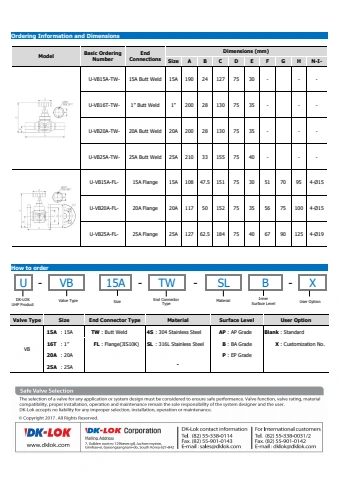 Ordering Information and Dimensions
Model Basic Ordering Number End Connections Dimensions (mm)
Size A B C D E F G H N-I-
U-VB15A-TW- 15A Butt Weld 15A 190 24 127 75 30 - - -
U-VB16T-TW- 1" Butt Weld 1" 200 28 130 75 35 - - -
U-VB20A-TW- 20A Butt Weld 20A 200 28 130 75 35 - - -
U-VB25A-TW- 25A Butt Weld 25A 210 33 155 75 40 - - -
U-VB15A-FL- 15A Flange 15A 108 47.5 151 75 30 51 70 95 4-Ø15
U-VB20A-FL- 20A Flange 20A 117 50 152 75 35 56 75 100 4-Ø15
U-VB25A-FL- 25A Flange 25A 127 62.5 184 75 40 67 90 125 4-Ø19
How to order
U - VB 15A - TW - SL B - X
DK-LOK UHP Product Valve Type Size End Connector Type Material Inner Surface Level User Option
Valve Type Size End Connector Type Material Surface Level User Option
VB
15A : 15A TW : Butt Weld 4S : 304 Stainless Steel AP : AP Grade Blank : Standard
16T : 1" FL : Flange(JIS10K) SL : 316L Stainless Steel B : BA Grade X : Customization No.
20A : 20A P : EP Grade
25A : 25A -
Safe Valve Selection
The selection of a valve for any application or system design must be considered to ensure safe performance. Valve function, valve rating, material
compatibility, proper installation, operation and maintenance remain the sole responsibility of the system designer and the user.
DK-Lok accepts no liability for any improper selection, installation, operation or maintenance.
© Copyright 2017. All Rights Reserved.
DK-LOK
www.dklok.com
DK-LOK Corporation
Mailing Address
DK-LOK contact information
Tel. (82) 55-338-0114
Fax. (82) 55-901-0143
E-mail: sales@dklok.com
For International customers
Tel. (82) 55-338-0031/2
Fax. (82) 55-901-0142
E-mail: dklok@dklok.com